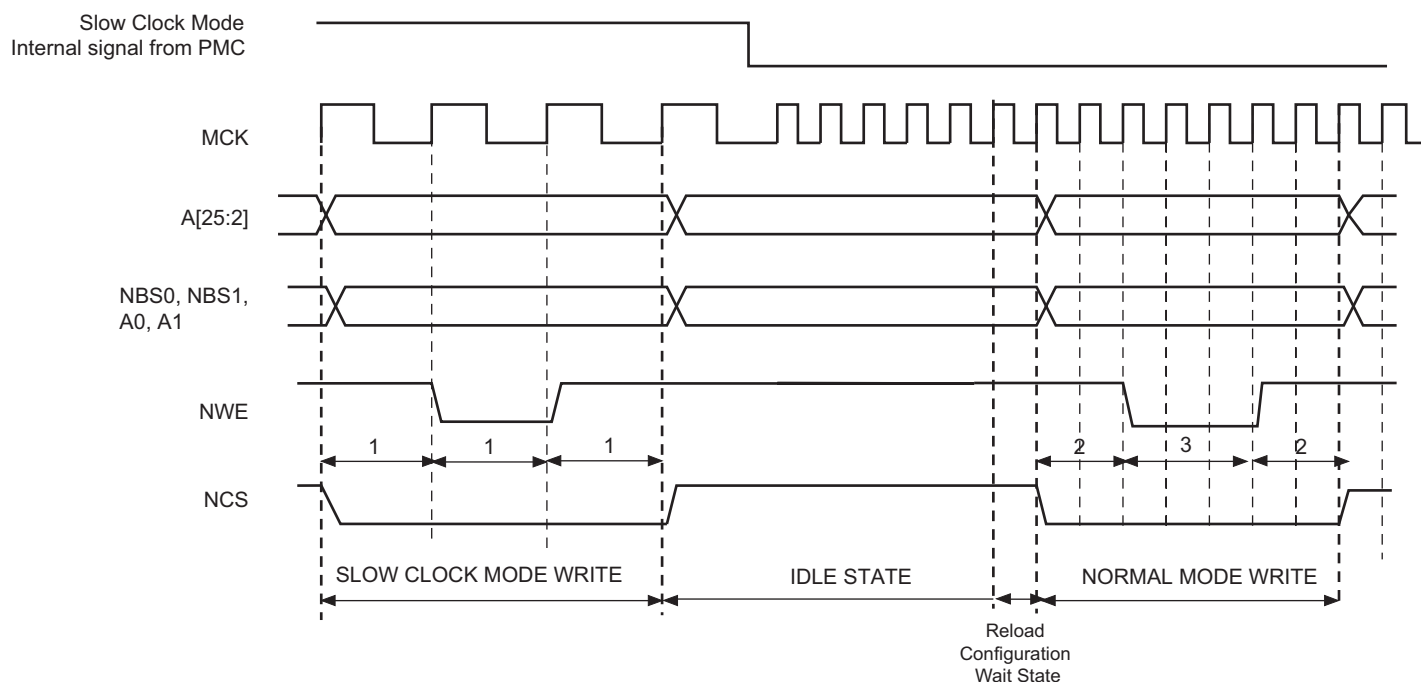 Slow Clock Mode
Internal signal from PMC
MCK
A[25:2]
NBS0, NBS1,
A0, A1
NWE
1 1 1 2 3 2
NCS
SLOW CLOCK MODE WRITE IDLE STATE NORMAL MODE WRITE
Reload
Configuration
Wait State